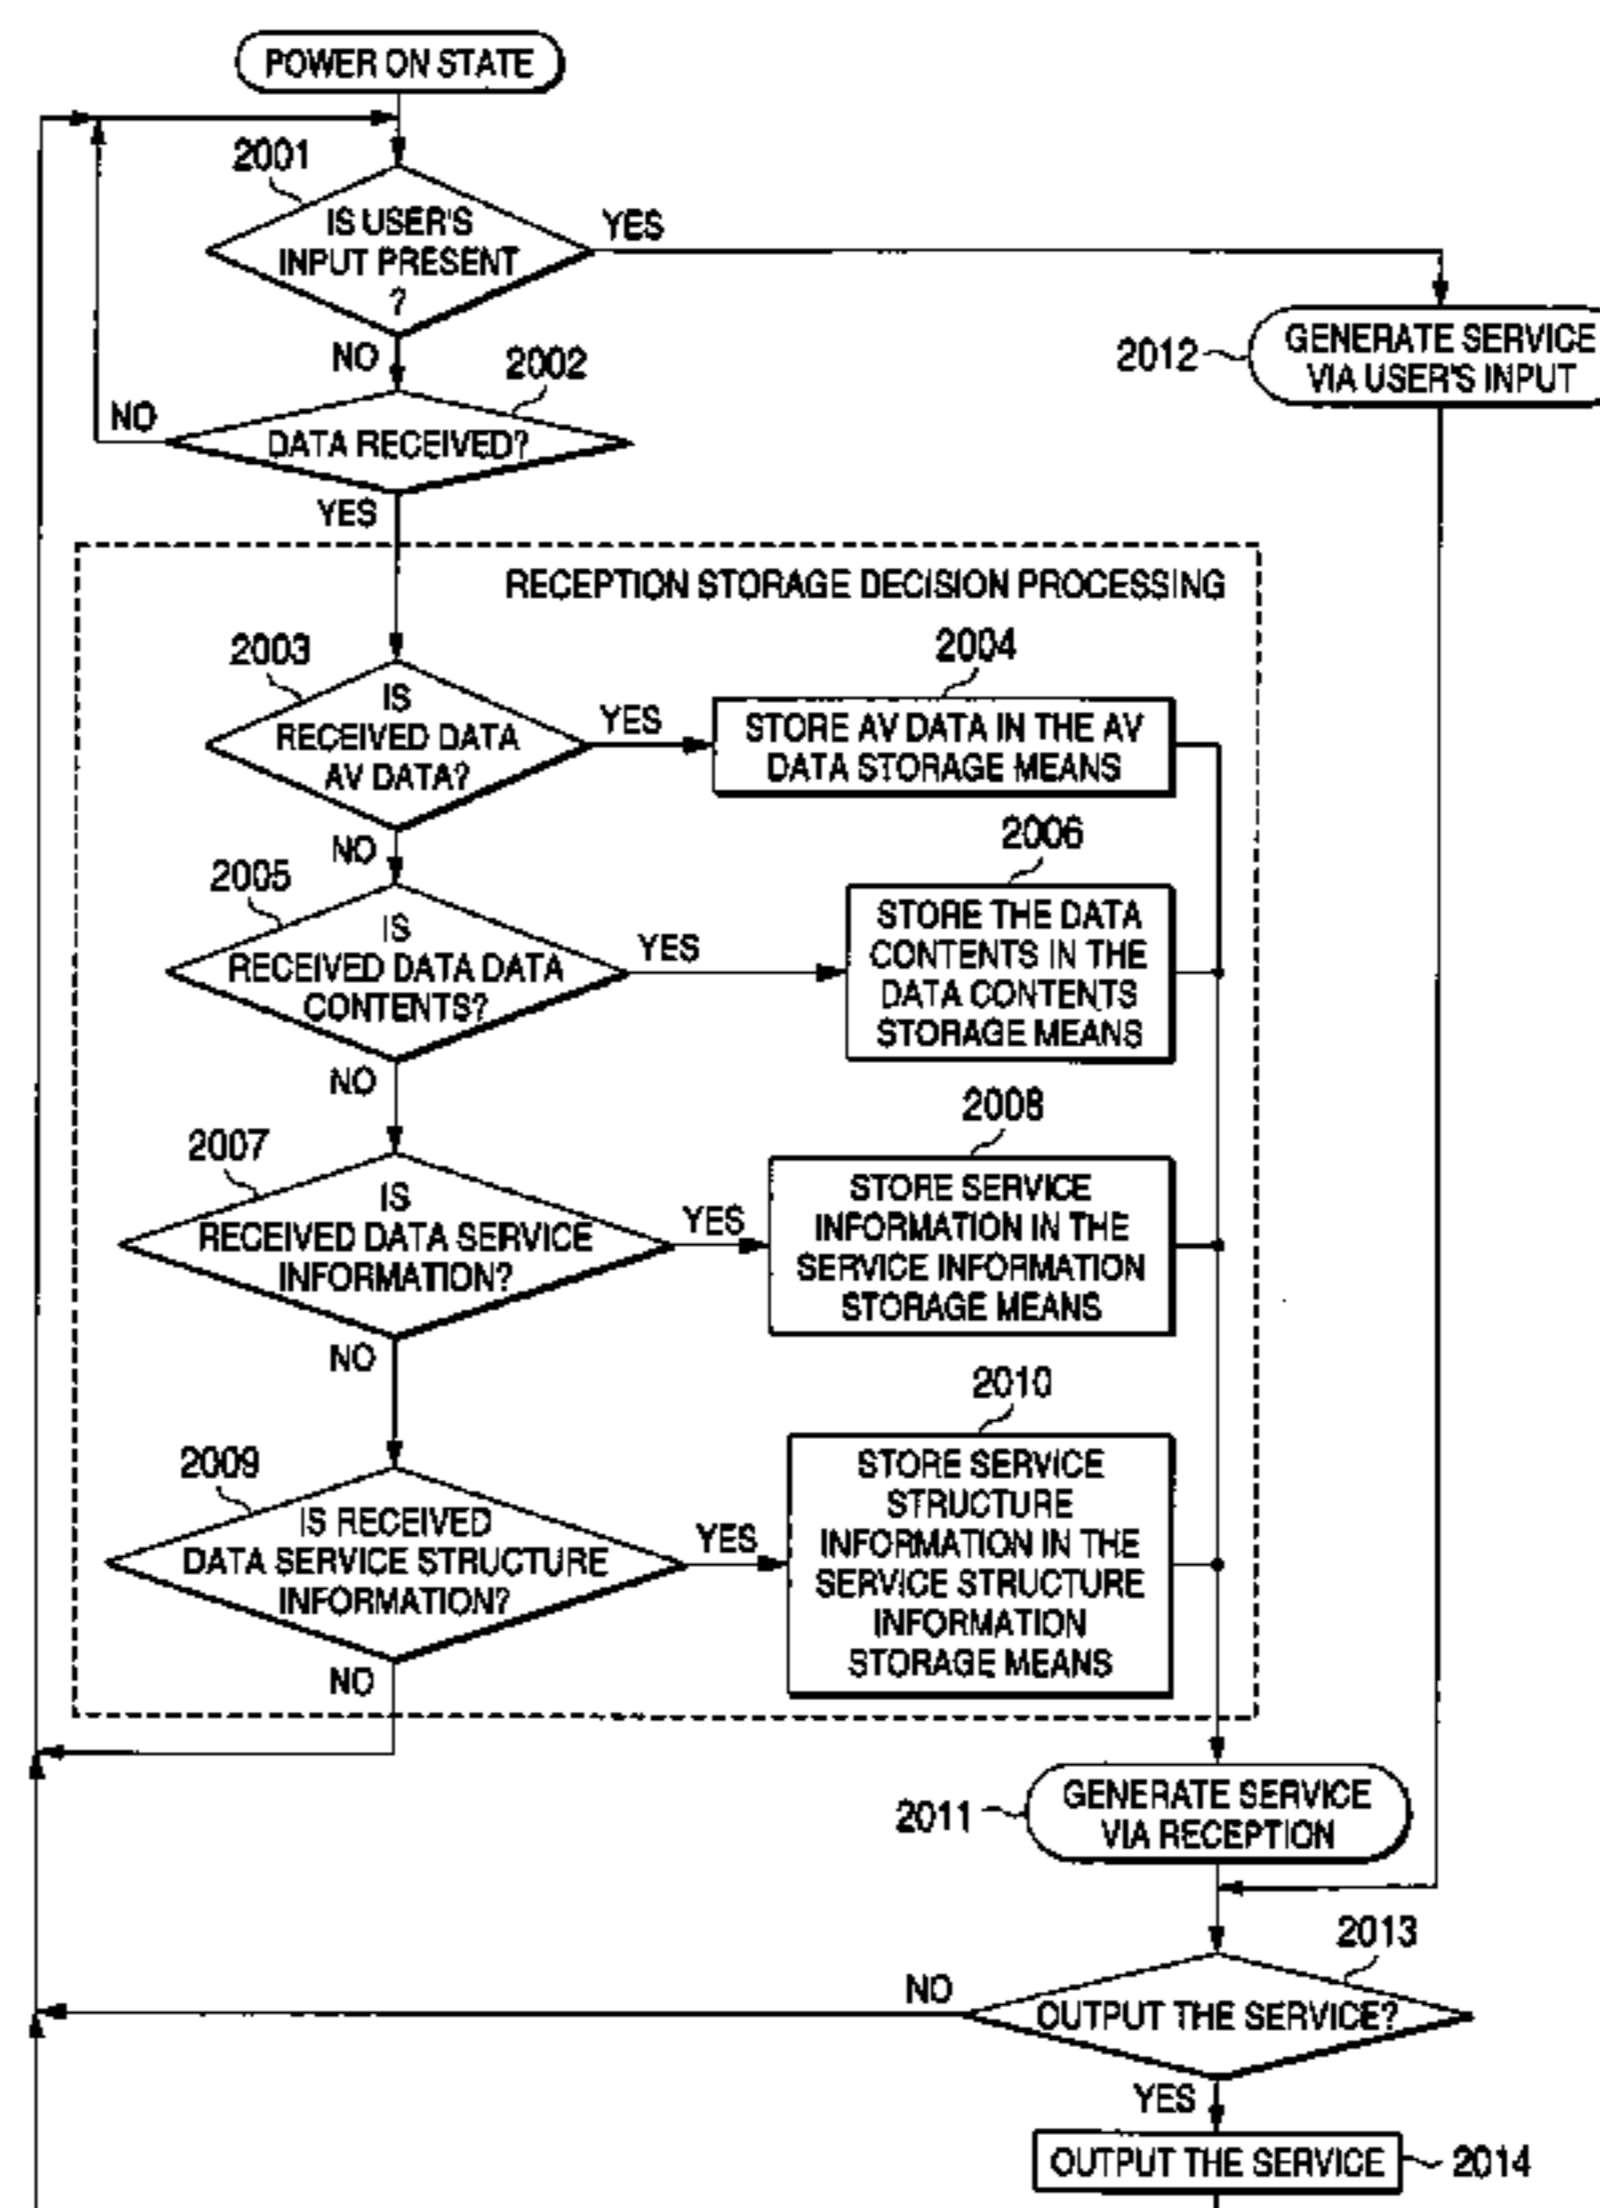 POWER ON STATE
2001
IS USER'S
INPUT PRESENT
?
YES
NO
2012
GENERATE SERVICE
VIA USER'S INPUT
2002
DATA RECEIVED?
NO
YES
RECEPTION STORAGE DECISION PROCESSING
2003
IS
RECEIVED DATA
AV DATA?
YES
NO
2004
STORE AV DATA IN THE AV
DATA STORAGE MEANS
2005
IS
RECEIVED DATA DATA
CONTENTS?
YES
NO
2006
STORE THE DATA
CONTENTS IN THE
DATA CONTENTS
STORAGE MEANS
2007
IS
RECEIVED DATA SERVICE
INFORMATION?
YES
NO
2008
STORE SERVICE
INFORMATION IN THE
SERVICE INFORMATION
STORAGE MEANS
2009
IS RECEIVED
DATA SERVICE STRUCTURE
INFORMATION?
YES
NO
2010
STORE SERVICE
STRUCTURE
INFORMATION IN THE
SERVICE STRUCTURE
INFORMATION
STORAGE MEANS
2011
GENERATE SERVICE
VIA RECEPTION
2013
OUTPUT THE SERVICE?
NO
YES
OUTPUT THE SERVICE
2014